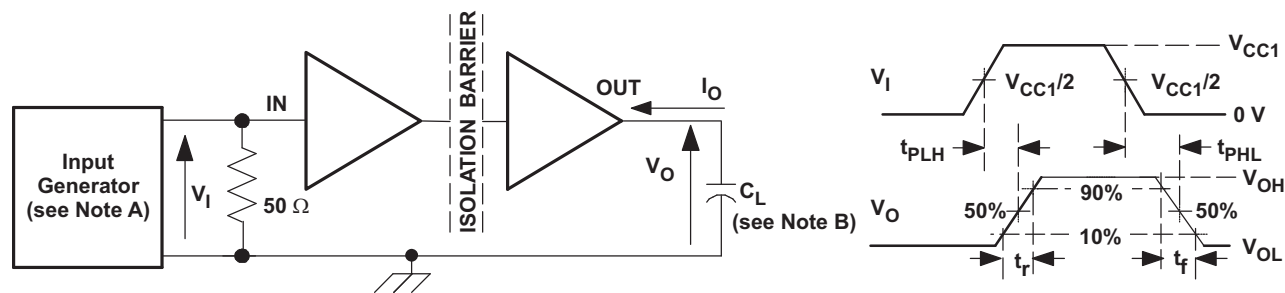 Input
Generator
(see Note A)
V_I
50 Ω
IN
ISOLATION BARRIER
OUT
I_O
V_O
C_L
(see Note B)
V_I
V_CC1/2
V_CC1/2
V_CC1
0 V
t_PLH
t_PHL
V_O
50%
90%
50%
10%
V_OH
V_OL
t_r
t_f